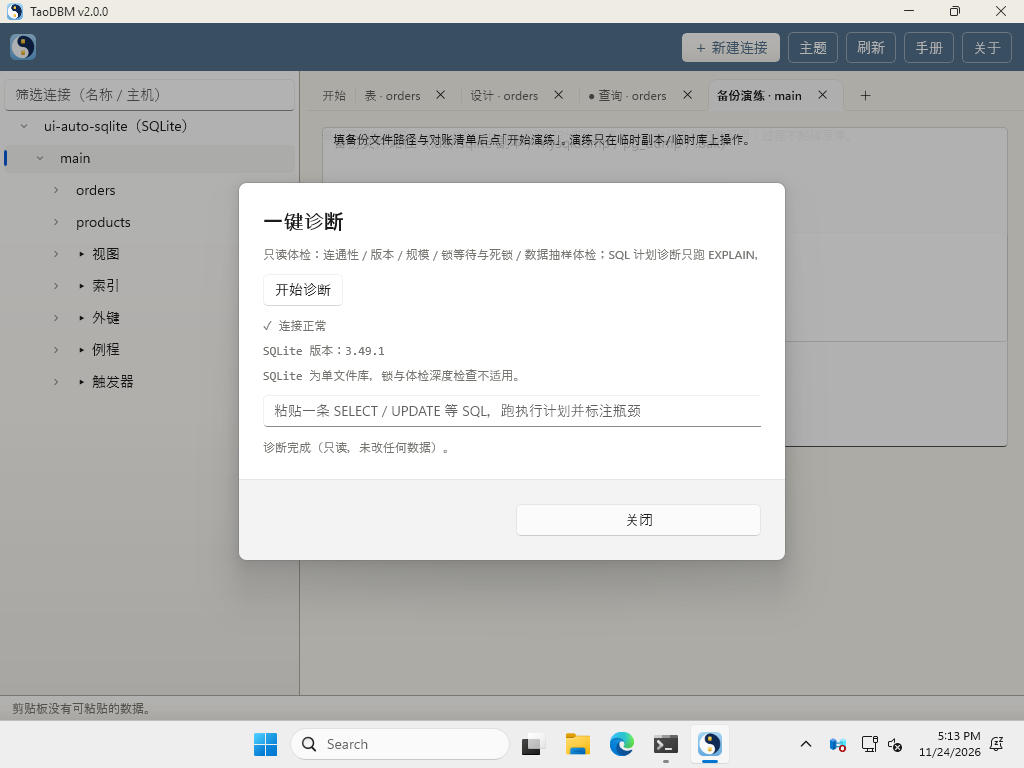 TaoDBM v2.0.0
+ 新建连接
主题
刷新
手册
关于
筛选连接（名称 / 主机）
ui-auto-sqlite（SQLite）
main
orders
products
视图
索引
外键
例程
触发器
开始
表 · orders
设计 · orders
● 查询 · orders
备份演练 · main
填备份文件路径与对账清单后点「开始演练」。演练只在临时副本/临时库上操作。
一键诊断
只读体检：连通性 / 版本 / 规模 / 锁等待与死锁 / 数据抽样体检；SQL 计划诊断只跑 EXPLAIN，
开始诊断
✓ 连接正常
SQLite 版本：3.49.1
SQLite 为单文件库，锁与体检深度检查不适用。
粘贴一条 SELECT / UPDATE 等 SQL，跑执行计划并标注瓶颈
诊断完成（只读，未改任何数据）。
关闭
剪贴板没有可粘贴的数据。
Search
5:13 PM
11/24/2026